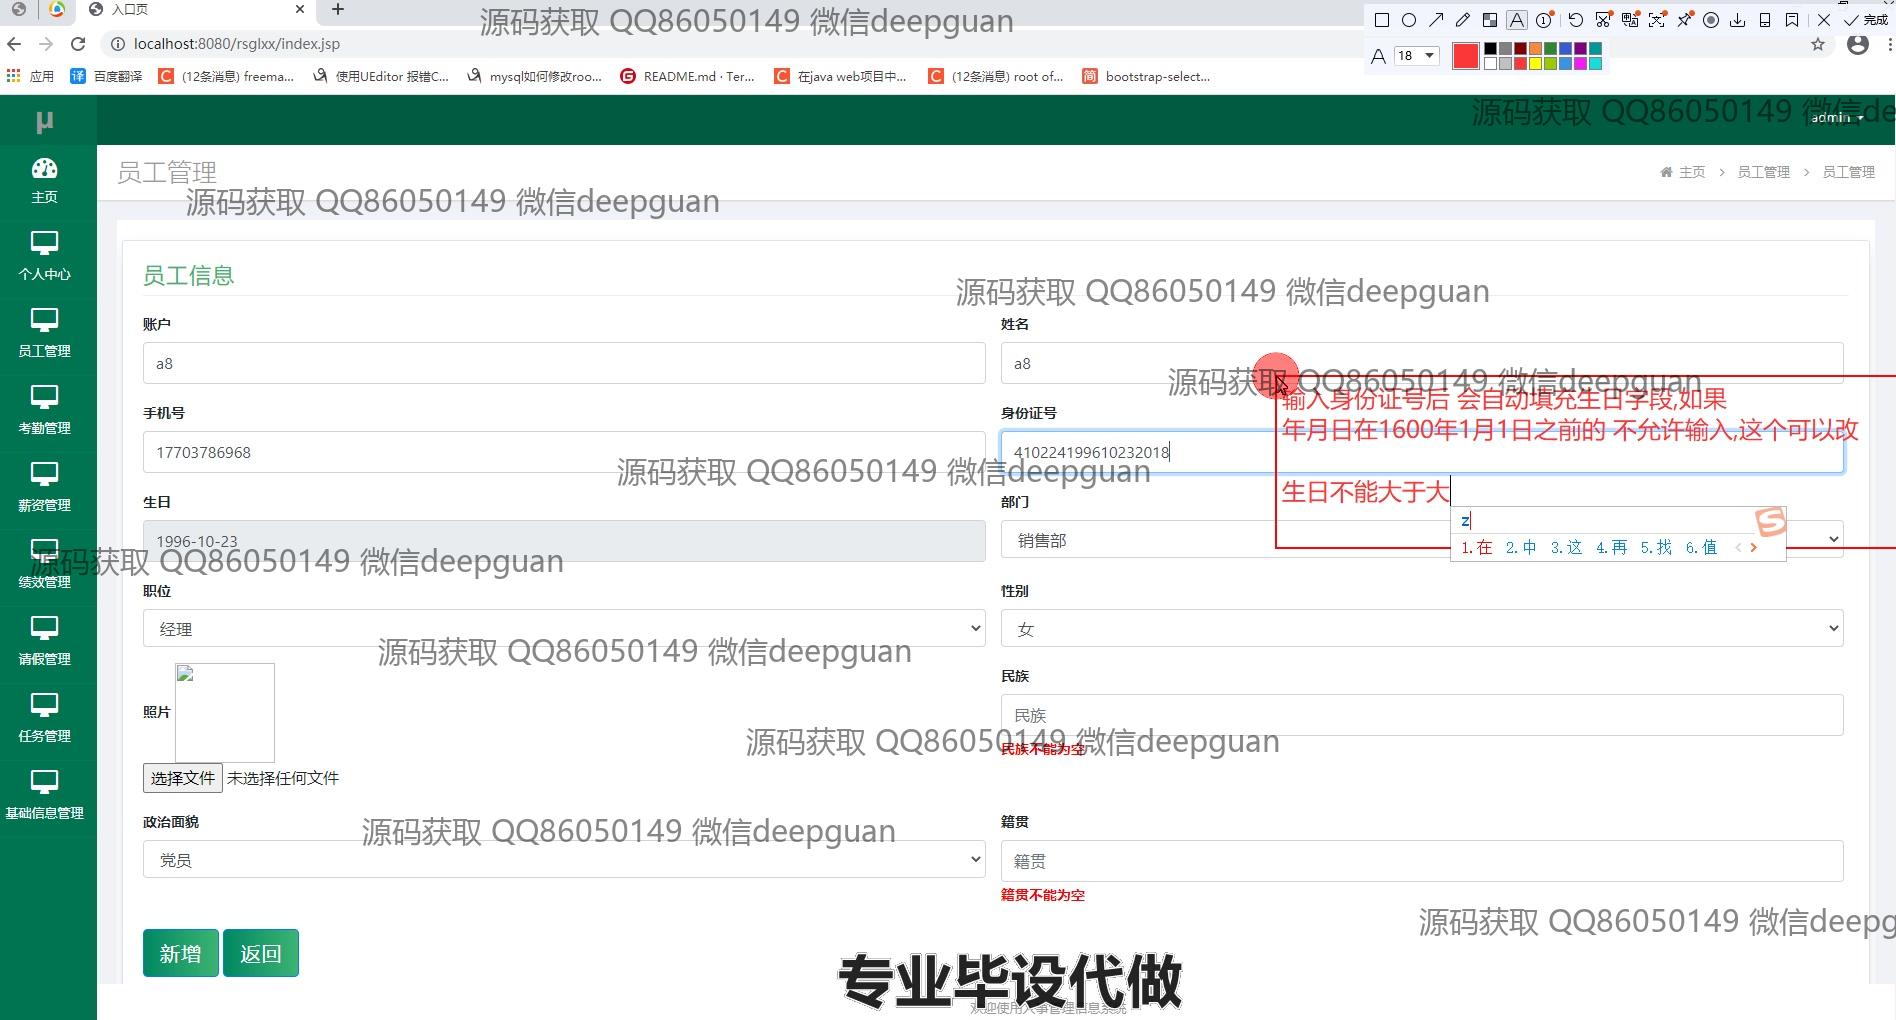 入口页
localhost:8080/rsglxx/index.jsp
18
完成
应用
百度翻译
(12条消息) freema...
使用UEditor 报错C...
mysql如何修改roo...
README.md · Ter...
在java web项目中...
(12条消息) root of...
bootstrap-select...
源码获取 QQ86050149 微信deepguan
μ
源码获取 QQ86050149 微信de
admin
主页
个人中心
员工管理
考勤管理
薪资管理
绩效管理
请假管理
任务管理
基础信息管理
员工管理
主页 > 员工管理 > 员工管理
源码获取 QQ86050149 微信deepguan
员工信息
源码获取 QQ86050149 微信deepguan
账户
a8
姓名
a8
源码获取 QQ86050149 微信deepguan
输入身份证号后 会自动填充生日字段,如果
年月日在1600年1月1日之前的 不允许输入,这个可以改
生日不能大于大
z
1.在 2.中 3.这 4.再 5.找 6.值
手机号
17703786968
身份证号
410224199610232018
源码获取 QQ86050149 微信deepguan
生日
1996-10-23
部门
销售部
源码获取 QQ86050149 微信deepguan
职位
经理
性别
女
源码获取 QQ86050149 微信deepguan
照片
选择文件 未选择任何文件
民族
民族
民族不能为空
源码获取 QQ86050149 微信deepguan
政治面貌
党员
籍贯
籍贯
籍贯不能为空
源码获取 QQ86050149 微信deepguan
新增
返回
源码获取 QQ86050149 微信deepg
专业毕设代做
欢迎使用人事管理信息系统